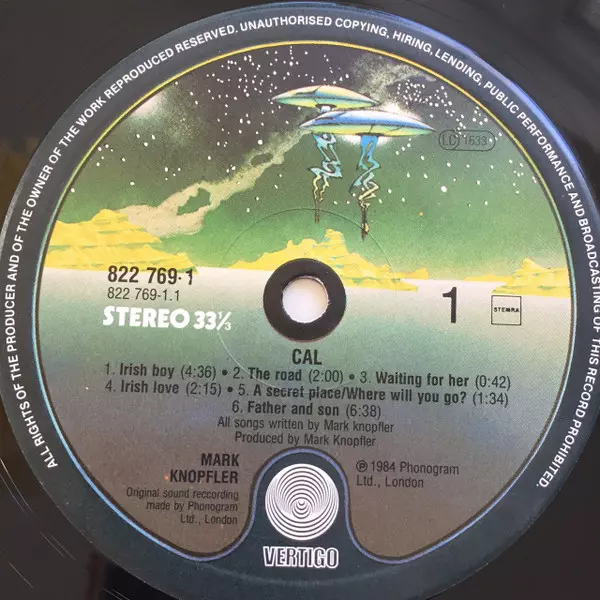 ALL RIGHTS OF THE PRODUCER AND OF THE OWNER OF THE WORK REPRODUCED RESERVED. UNAUTHORISED COPYING, HIRING, LENDING, PUBLIC PERFORMANCE AND BROADCASTING OF THIS RECORD PROHIBITED.
LC 1633
822 769-1
822 769-1.1
STEREO 33⅓
1
STEMRA
CAL
1. Irish boy (4:36) • 2. The road (2:00) • 3. Waiting for her (0:42)
4. Irish love (2:15) • 5. A secret place/Where will you go? (1:34)
6. Father and son (6:38)
All songs written by Mark knopfler
Produced by Mark Knopfler
MARK
KNOPFLER
Original sound reccording
made by Phonogram
Ltd., London
℗ 1984 Phonogram
Ltd., London
VERTIGO